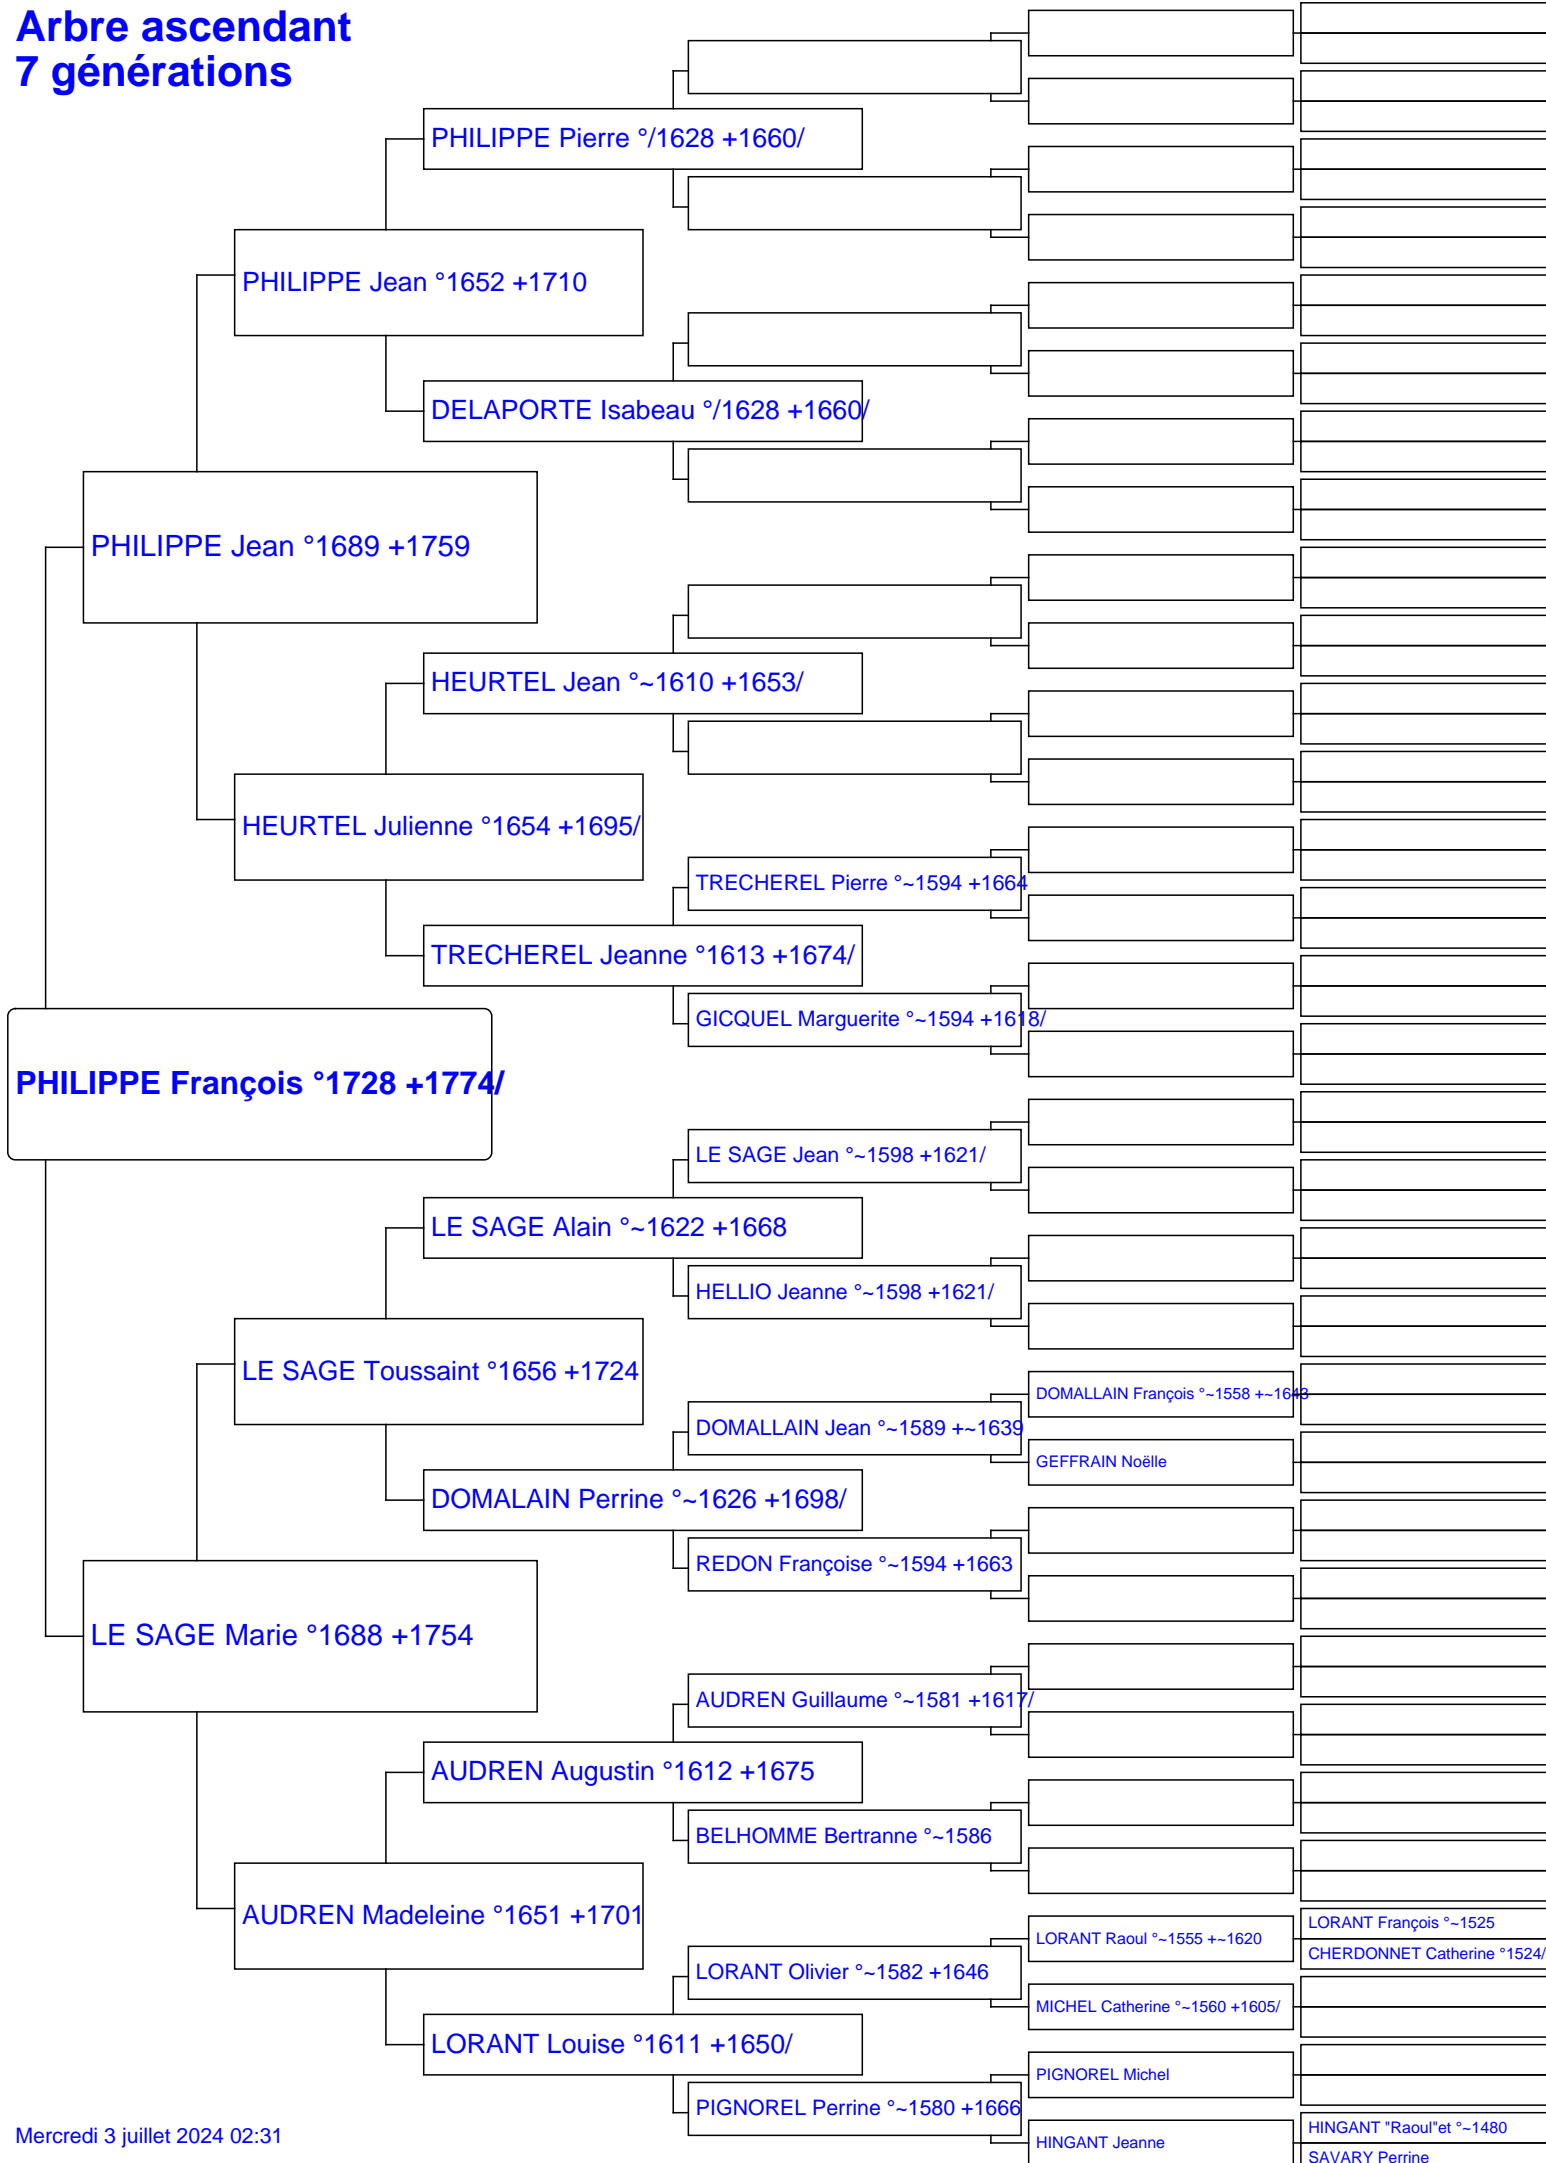 Arbre ascendant
7 générations
PHILIPPE Pierre °/1628 +1660/
PHILIPPE Jean °1652 +1710
DELAPORTE Isabeau °/1628 +1660/
PHILIPPE Jean °1689 +1759
HEURTEL Jean °~1610 +1653/
HEURTEL Julienne °1654 +1695/
TRECHEREL Pierre °~1594 +1664
TRECHEREL Jeanne °1613 +1674/
GICQUEL Marguerite °~1594 +1618/
PHILIPPE François °1728 +1774/
LE SAGE Jean °~1598 +1621/
LE SAGE Alain °~1622 +1668
HELLIO Jeanne °~1598 +1621/
LE SAGE Toussaint °1656 +1724
DOMALLAIN François °~1558 +~1643
DOMALLAIN Jean °~1589 +~1639
GEFFRAIN Noëlle
DOMALAIN Perrine °~1626 +1698/
REDON Françoise °~1594 +1663
LE SAGE Marie °1688 +1754
AUDREN Guillaume °~1581 +1617/
AUDREN Augustin °1612 +1675
BELHOMME Bertranne °~1586
AUDREN Madeleine °1651 +1701
LORANT François °~1525
LORANT Raoul °~1555 +~1620
CHERDONNET Catherine °1524/
LORANT Olivier °~1582 +1646
MICHEL Catherine °~1560 +1605/
LORANT Louise °1611 +1650/
PIGNOREL Michel
PIGNOREL Perrine °~1580 +1666
HINGANT "Raoul"et °~1480
HINGANT Jeanne
SAVARY Perrine
Mercredi 3 juillet 2024 02:31